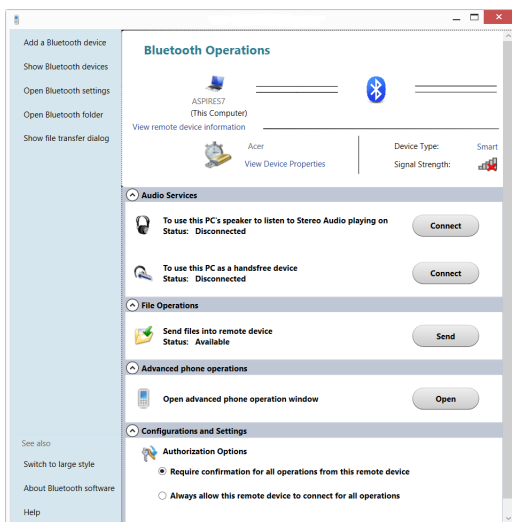 Add a Bluetooth device
Show Bluetooth devices
Open Bluetooth settings
Open Bluetooth folder
Show file transfer dialog
See also
Switch to large style
About Bluetooth software
Help
Bluetooth Operations
ASPIRES7
(This Computer)
View remote device information
Acer
View Device Properties
Device Type: Smart
Signal Strength:
Audio Services
To use this PC's speaker to listen to Stereo Audio playing on
Status: Disconnected
Connect
To use this PC as a handsfree device
Status: Disconnected
Connect
File Operations
Send files into remote device
Status: Available
Send
Advanced phone operations
Open advanced phone operation window
Open
Configurations and Settings
Authorization Options
Require confirmation for all operations from this remote device
Always allow this remote device to connect for all operations